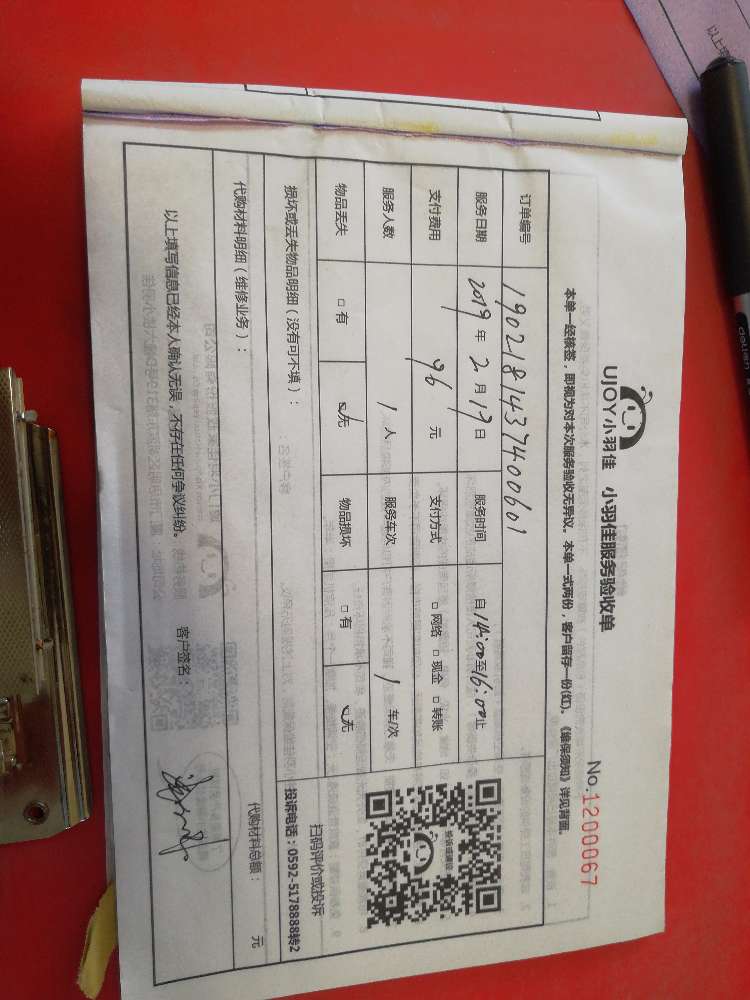 UJOY小羽佳 小羽佳服务验收单
No.1200067
本单一经核签，即视为对本次服务验收无异议。本单一式两份，客户留存一份(红)。《维保须知》详见背面。
订单编号 190218143740060１
服务日期 2019年2月19日 服务时间 自14:00至16:00止
支付费用 96元 支付方式 □网络 □现金 □转账
服务人数 1人 服务车次 1车/次
物品丢失 □有 ☑无 物品损坏 □有 ☑无
扫码评价或投诉
投诉电话：0592-5178888转2
损坏或丢失物品明细（没有可不填）：
代购材料明细（维修业务）：
代购材料总额： 元
以上填写信息已经本人确认无误，不存在任何争议纠纷。 客户签名：
deli